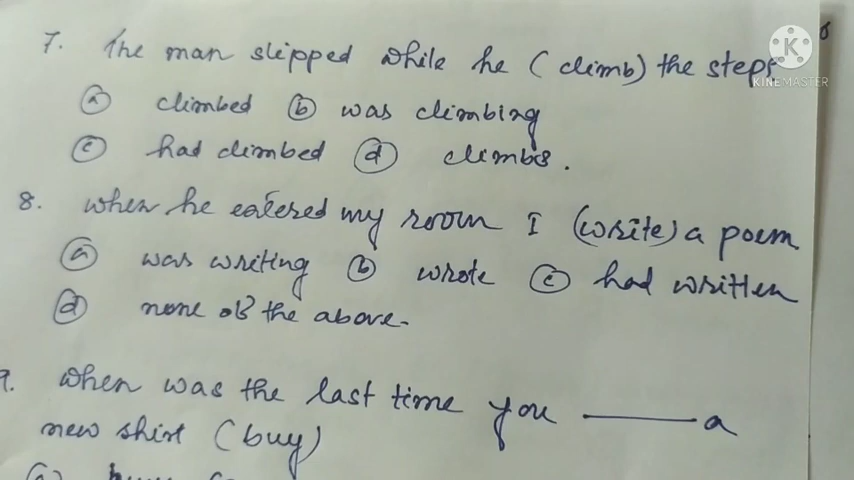 7. The man slipped while he (climb) the steps
(a) climbed (b) was climbing
(c) had climbed (d) climbs.
8. when he entered my room I (write) a poem
(a) was writing (b) wrote (c) had written
(d) none of the above.
9. when was the last time you ——— a
new shirt (buy)
(a)
K
KINEMASTER